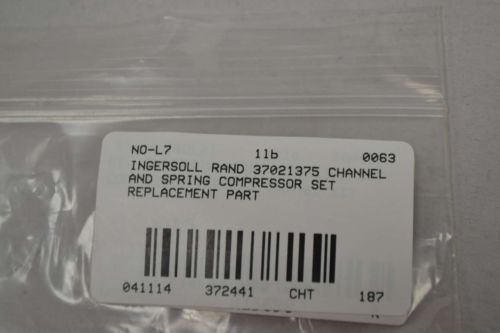 NO-L7 11b 0063
INGERSOLL RAND 37021375 CHANNEL
AND SPRING COMPRESSOR SET
REPLACEMENT PART
041114 372441 CHT 187